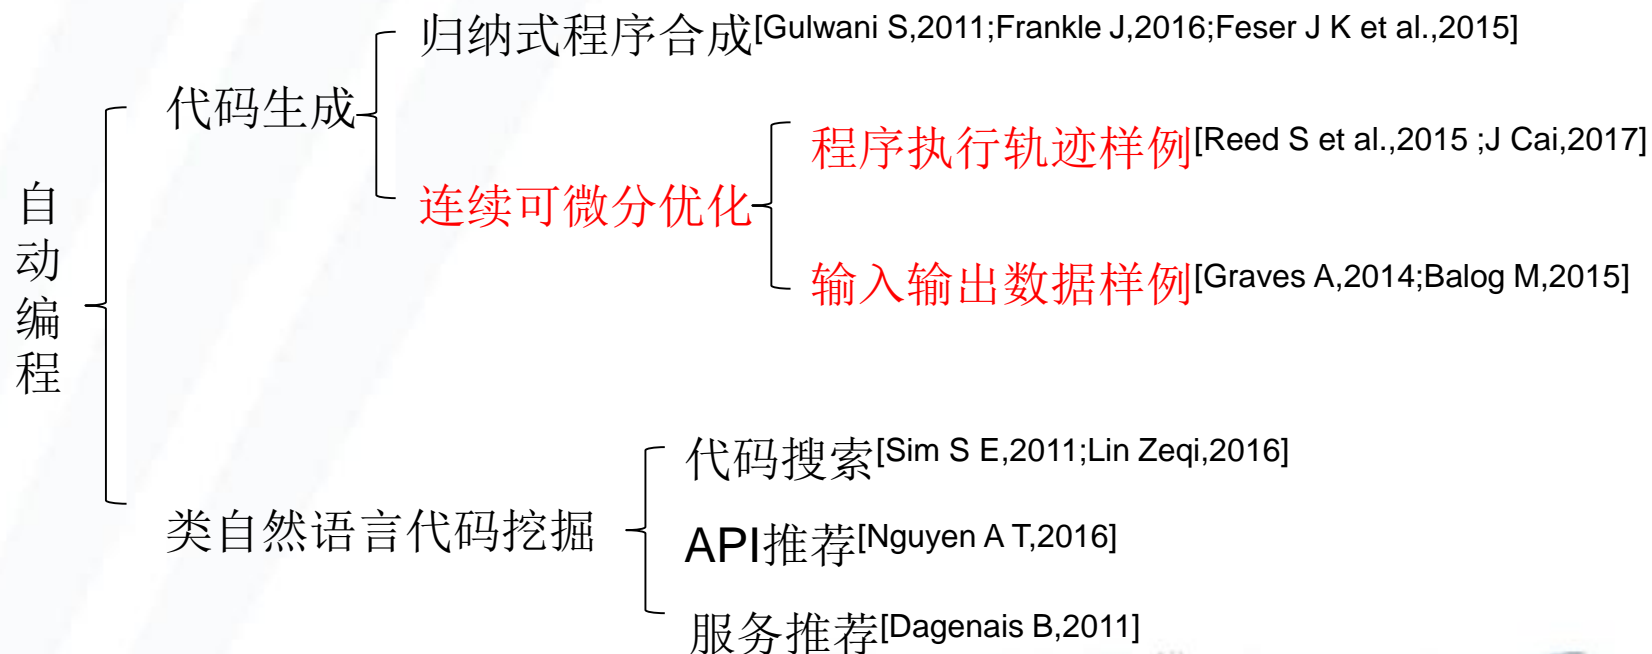 自动编程
代码生成
归纳式程序合成[Gulwani S,2011;Frankle J,2016;Feser J K et al.,2015]
连续可微分优化
程序执行轨迹样例[Reed S et al.,2015 ;J Cai,2017]
输入输出数据样例[Graves A,2014;Balog M,2015]
类自然语言代码挖掘
代码搜索[Sim S E,2011;Lin Zeqi,2016]
API推荐[Nguyen A T,2016]
服务推荐[Dagenais B,2011]